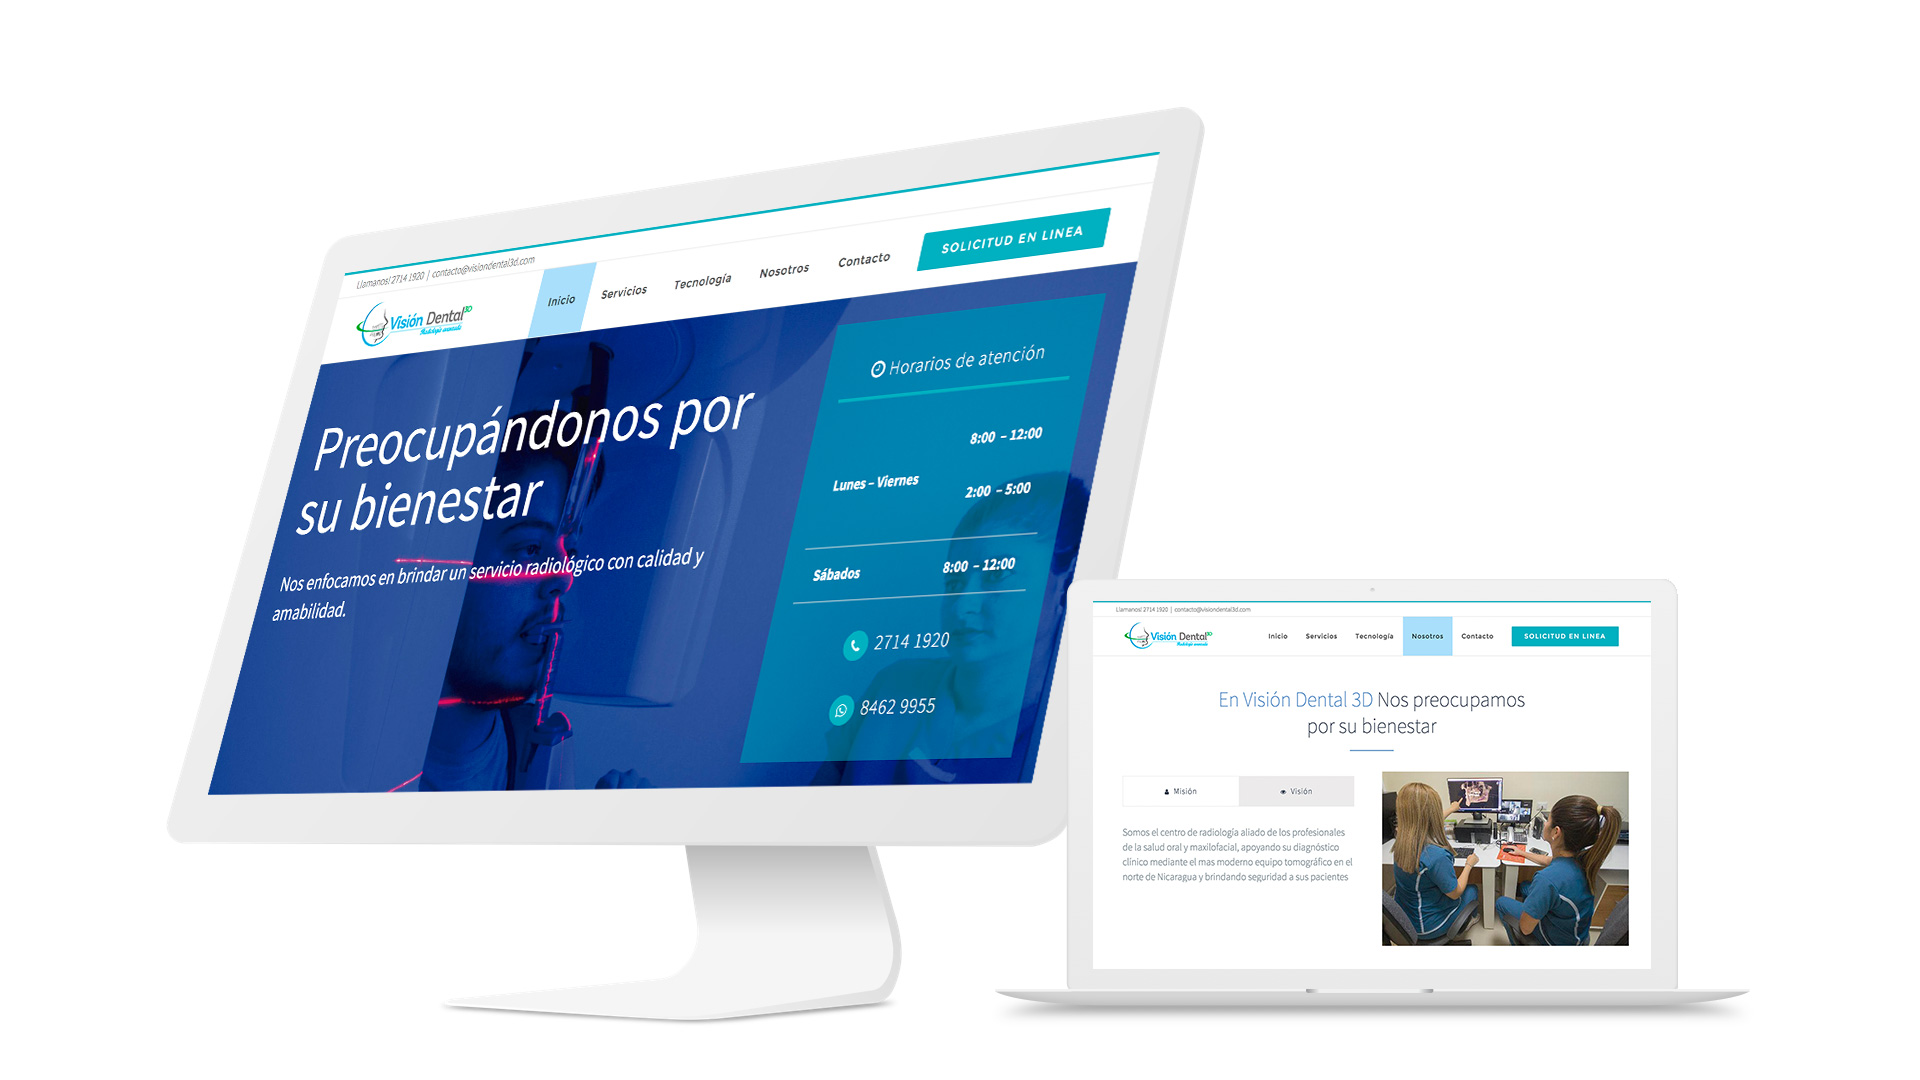 Llamanos! 2714 1920 | contacto@visiondental3d.com
Visión Dental 3D
Radiología avanzada
Inicio
Servicios
Tecnología
Nosotros
Contacto
SOLICITUD EN LINEA
Preocupándonos por
su bienestar
Nos enfocamos en brindar un servicio radiológico con calidad y
amabilidad.
Horarios de atención
Lunes – Viernes
8:00 – 12:00
2:00 – 5:00
Sábados
8:00 – 12:00
2714 1920
8462 9955
Llamanos! 2714 1920 | contacto@visiondental3d.com
Visión Dental 3D
Radiología avanzada
Inicio
Servicios
Tecnología
Nosotros
Contacto
SOLICITUD EN LINEA
En Visión Dental 3D Nos preocupamos
por su bienestar
Misión
Visión
Somos el centro de radiología aliado de los profesionales
de la salud oral y maxilofacial, apoyando su diagnóstico
clínico mediante el mas moderno equipo tomográfico en el
norte de Nicaragua y brindando seguridad a sus pacientes